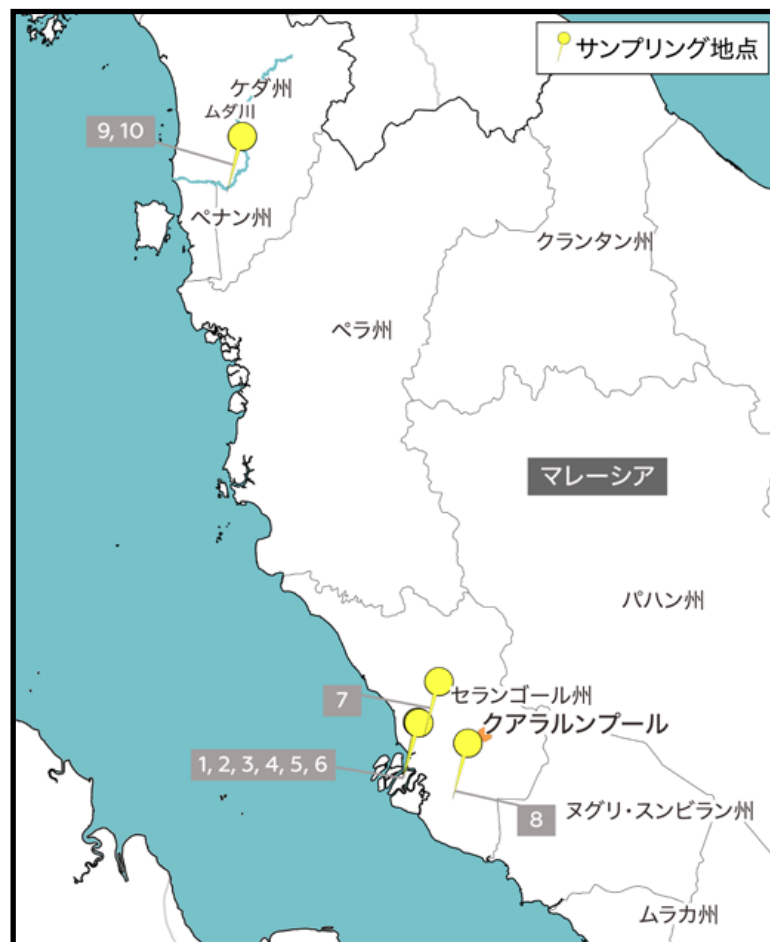 サンプリング地点
ケダ州
ムダ川
9, 10
ペナン州
クランタン州
ペラ州
マレーシア
パハン州
7
セランゴール州
クアラルンプール
1, 2, 3, 4, 5, 6
8
ヌグリ・スンビラン州
ムラカ州